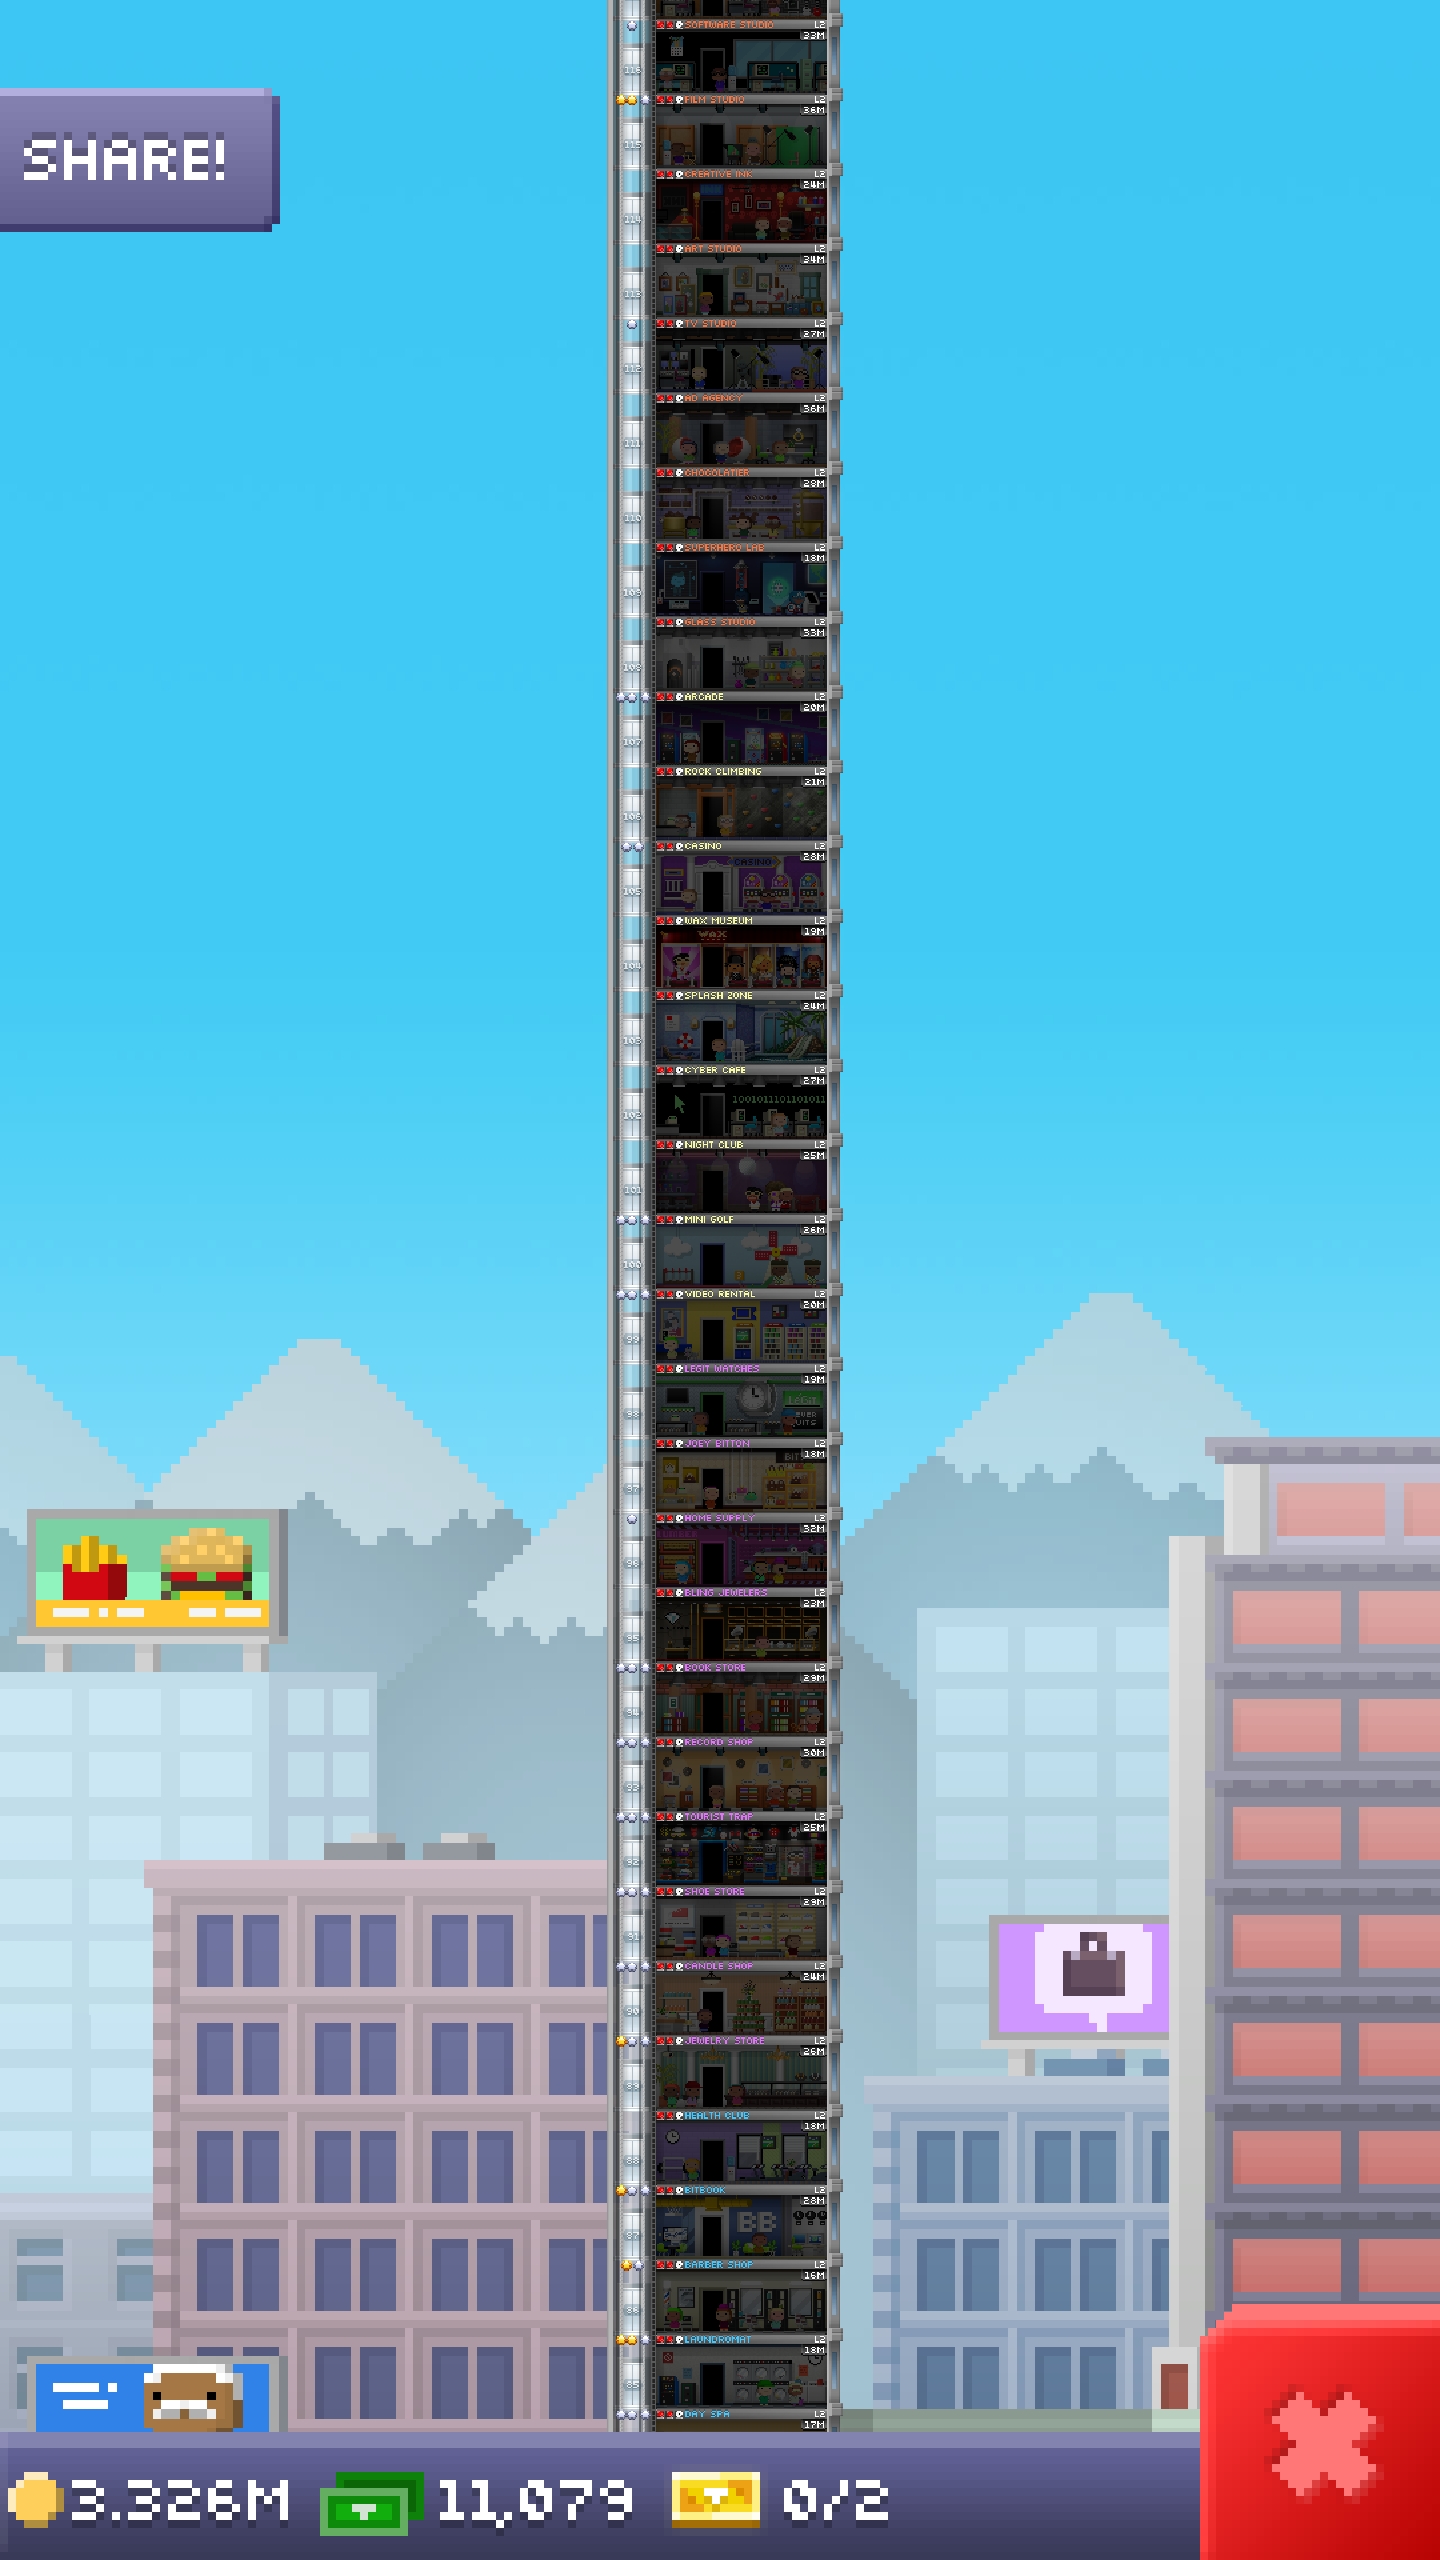 SOFTWARE STUDIO L2
33M
116
SHARE!
FILM STUDIO L2
36M
115
CREATIVE INK L2
24M
114
ART STUDIO L2
34M
113
TV STUDIO L2
27M
112
AD AGENCY L2
36M
111
CHOCOLATIER L2
29M
110
SUPERHERO LAB L2
18M
109
GLASS STUDIO L2
33M
108
ARCADE L2
20M
107
ROCK CLIMBING L2
21M
106
CASINO L2
28M
CASINO
105
WAX MUSEUM L2
19M
WAX
104
SPLASH ZONE L2
24M
103
CYBER CAFE L2
27M
1001011101101011
102
NIGHT CLUB L2
25M
101
MINI GOLF L2
26M
100
VIDEO RENTAL L2
20M
99
LEGIT WATCHES L2
19M
LEGIT
98
JOEY BITTON L2
18M
BIT
97
HOME SUPPLY L2
32M
96
BLING JEWELERS L2
23M
95
BOOK STORE L2
29M
94
RECORD SHOP L2
30M
93
TOURIST TRAP L2
25M
92
SHOE STORE L2
29M
91
CANDLE SHOP L2
24M
90
JEWELRY STORE L2
26M
89
HEALTH CLUB L2
18M
88
BITBOOK L2
28M
BB
87
BARBER SHOP L2
16M
86
LAUNDROMAT L2
18M
85
DAY SPA L2
17M
3.326M 11,079 0/2